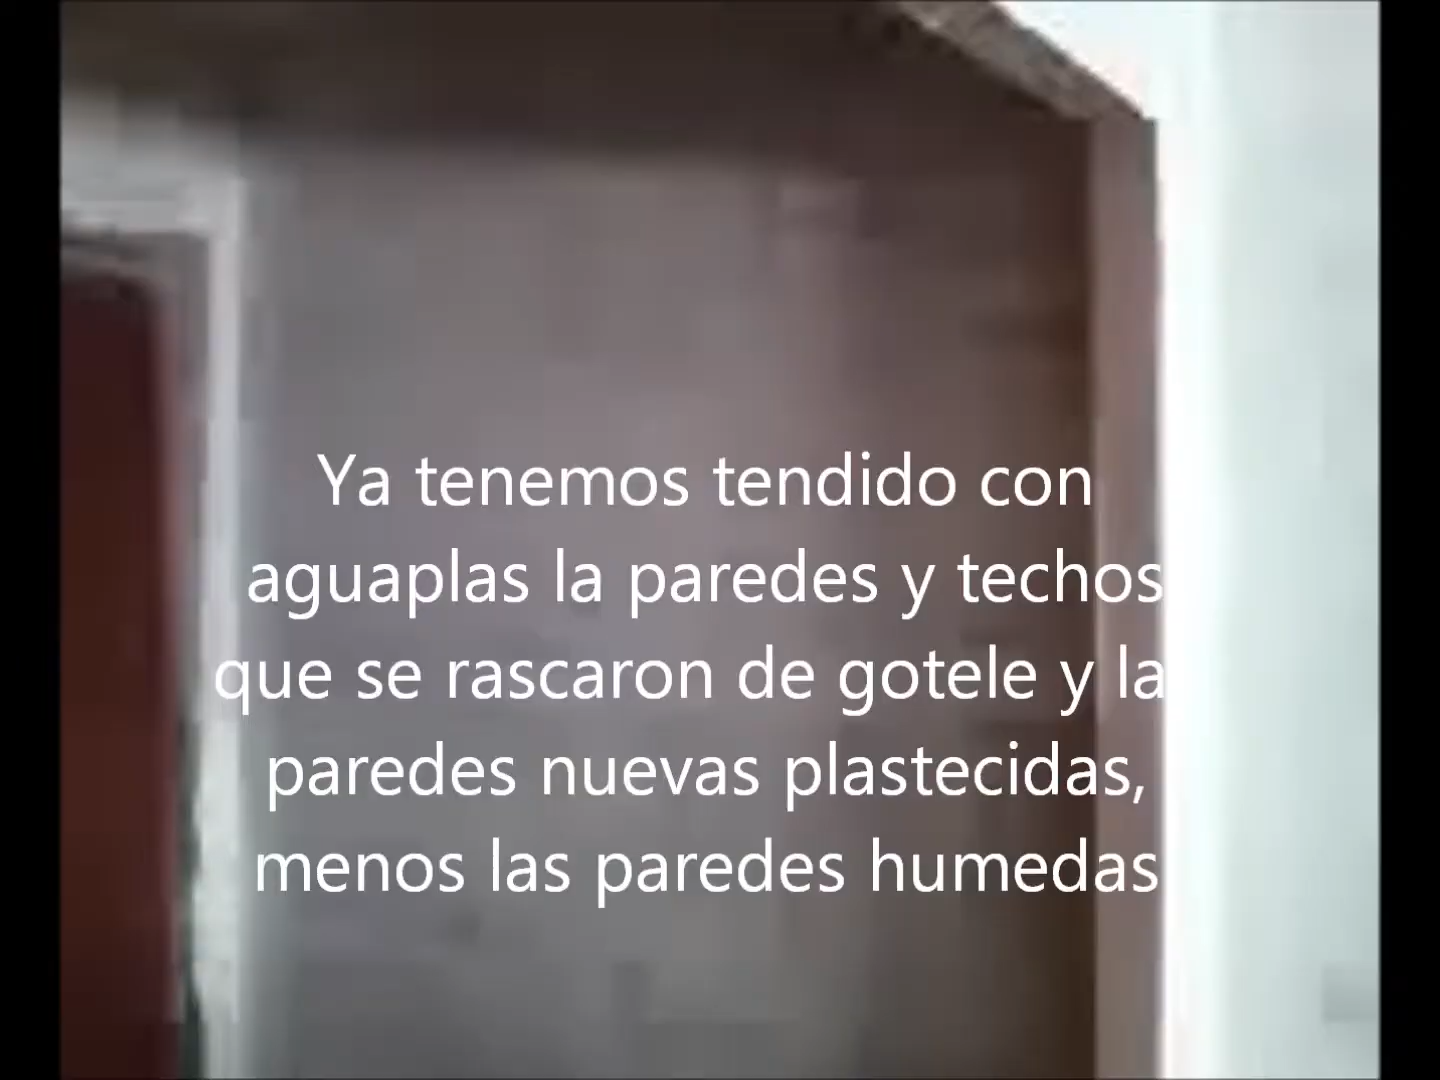 Ya tenemos tendido con
aguaplas la paredes y techos
que se rascaron de gotele y la
paredes nuevas plastecidas,
menos las paredes humedas